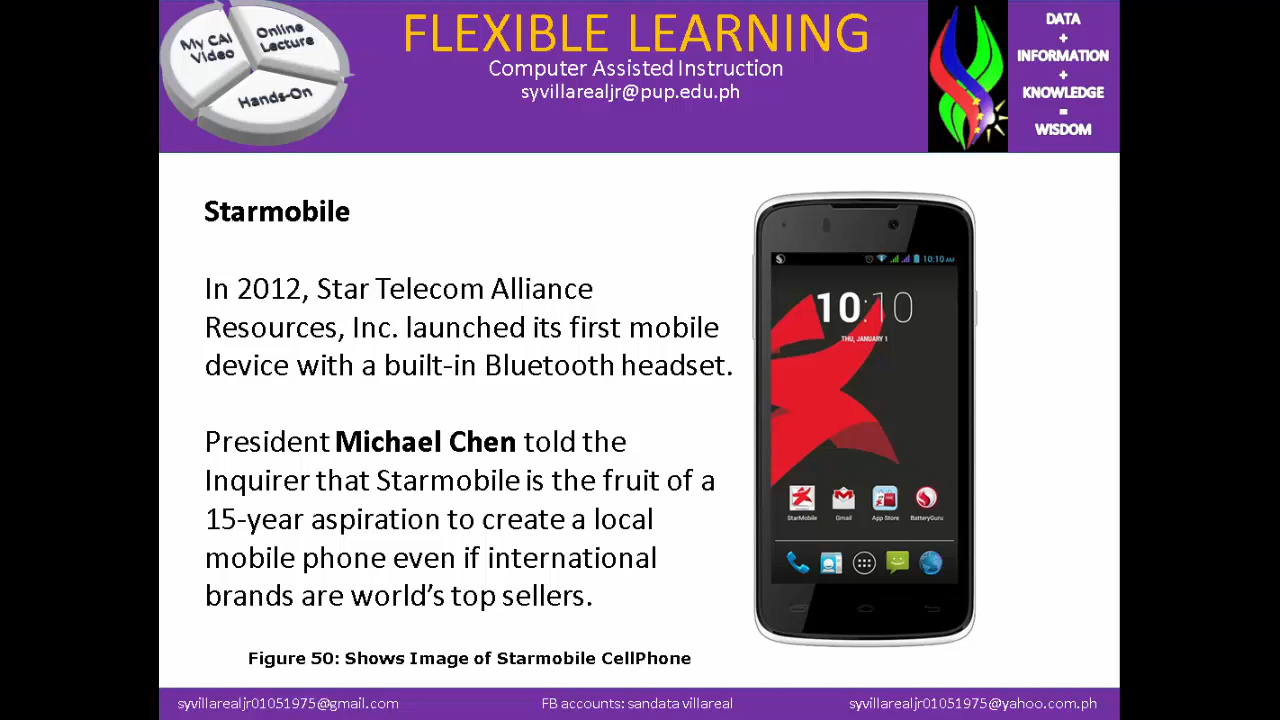 My CAI
Video
Online
Lecture
Hands-On
FLEXIBLE LEARNING
Computer Assisted Instruction
syvillarealjr@pup.edu.ph
DATA
+
INFORMATION
+
KNOWLEDGE
=
WISDOM
Starmobile
In 2012, Star Telecom Alliance
Resources, Inc. launched its first mobile
device with a built-in Bluetooth headset.
President Michael Chen told the
Inquirer that Starmobile is the fruit of a
15-year aspiration to create a local
mobile phone even if international
brands are world's top sellers.
10:10 AM
10:10
THU, JANUARY 1
StarMobile Gmail App Store BatteryGuru
Figure 50: Shows Image of Starmobile CellPhone
syvillarealjr01051975@gmail.com FB accounts: sandata villareal syvillarealjr01051975@yahoo.com.ph